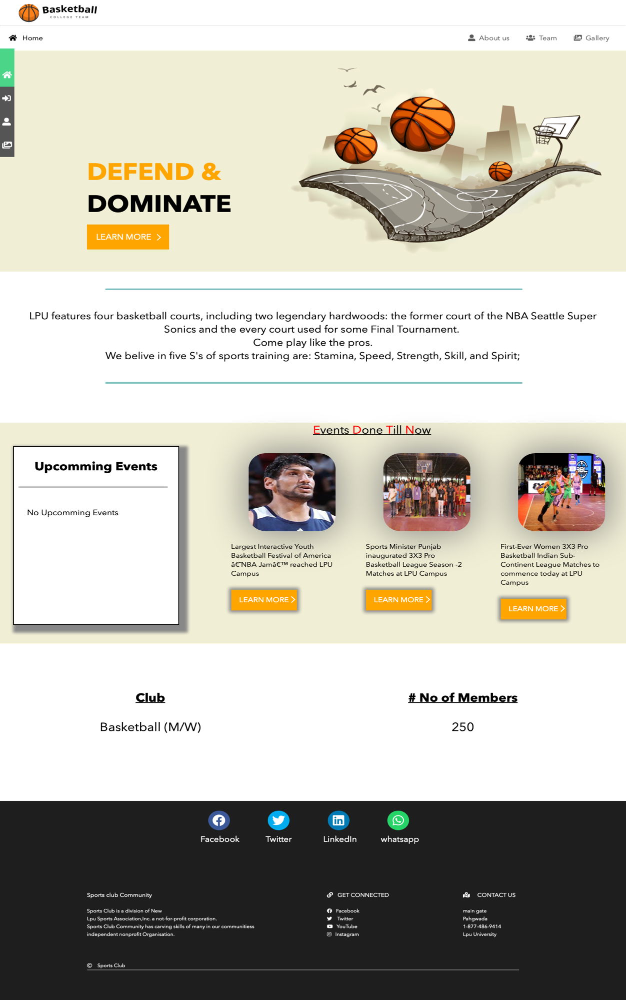 Basketball
COLLEGE TEAM
Home
About us
Team
Gallery
DEFEND &
DOMINATE
LEARN MORE
LPU features four basketball courts, including two legendary hardwoods: the former court of the NBA Seattle Super
Sonics and the every court used for some Final Tournament.
Come play like the pros.
We belive in five S's of sports training are: Stamina, Speed, Strength, Skill, and Spirit;
Events Done Till Now
Upcomming Events
No Upcomming Events
Largest Interactive Youth
Basketball Festival of America
â€˜NBA Jamâ€™ reached LPU
Campus
LEARN MORE
Sports Minister Punjab
inaugurated 3X3 Pro
Basketball League Season -2
Matches at LPU Campus
LEARN MORE
First-Ever Women 3X3 Pro
Basketball Indian Sub-
Continent League Matches to
commence today at LPU
Campus
LEARN MORE
Club
Basketball (M/W)
# No of Members
250
Facebook
Twitter
LinkedIn
whatsapp
Sports club Community
Sports Club is a division of New
Lpu Sports Association,Inc. a not-for-profit corporation.
Sports Club Community has carving skills of many in our communitiess
independent nonprofit Organisation.
GET CONNECTED
Facebook
Twitter
YouTube
Instagram
CONTACT US
main gate
Pahgwada
1-877-486-9414
Lpu University
© Sports Club